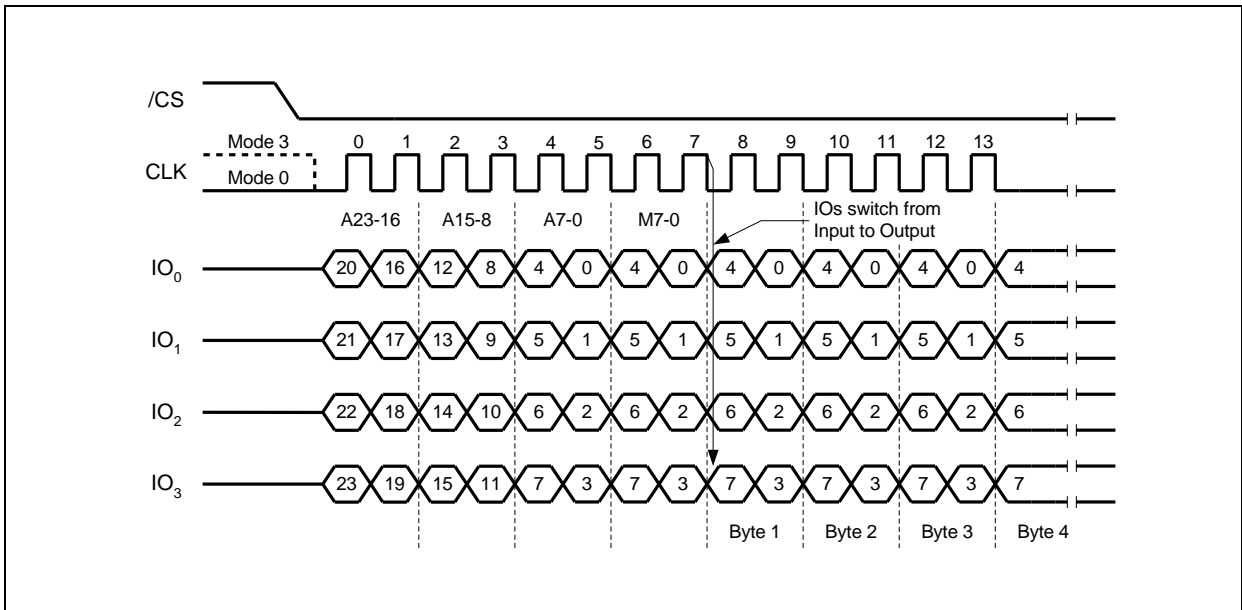 /CS
Mode 3 0 1 2 3 4 5 6 7 8 9 10 11 12 13
CLK Mode 0
A23-16 A15-8 A7-0 M7-0 IOs switch from
Input to Output
IO0 20 16 12 8 4 0 4 0 4 0 4 0 4 0 4
IO1 21 17 13 9 5 1 5 1 5 1 5 1 5 1 5
IO2 22 18 14 10 6 2 6 2 6 2 6 2 6 2 6
IO3 23 19 15 11 7 3 7 3 7 3 7 3 7 3 7
Byte 1 Byte 2 Byte 3 Byte 4